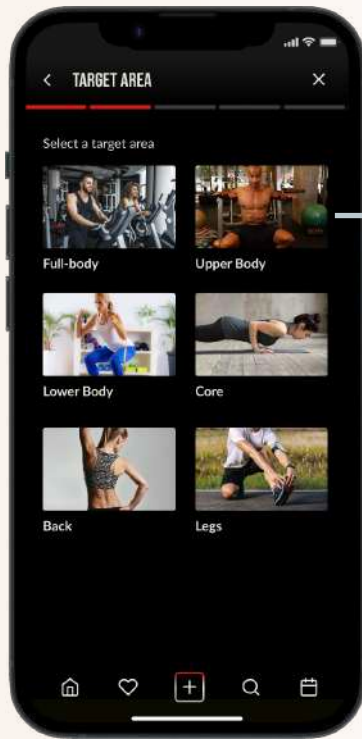 TARGET AREA
Select a target area
Full-body
Upper Body
Lower Body
Core
Back
Legs